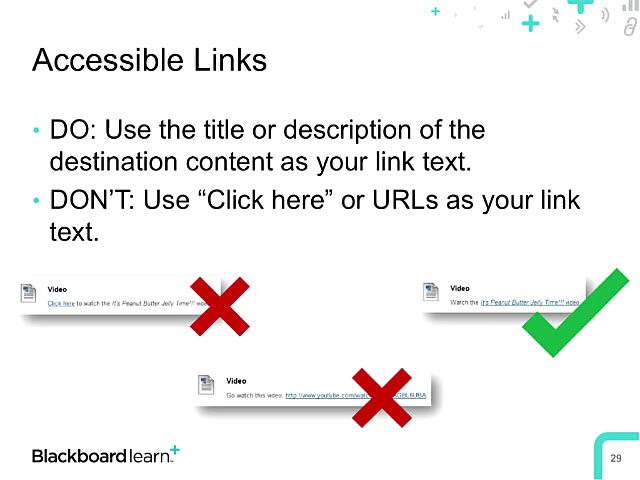 Accessible Links
• DO: Use the title or description of the
destination content as your link text.
• DON’T: Use “Click here” or URLs as your link
text.
Video
Click here to watch the It's Peanut Butter Jelly Time!!!
Video
Watch the It's Peanut Butter Jelly Time!!! video
Video
Go watch this video.
Blackboard learn
29